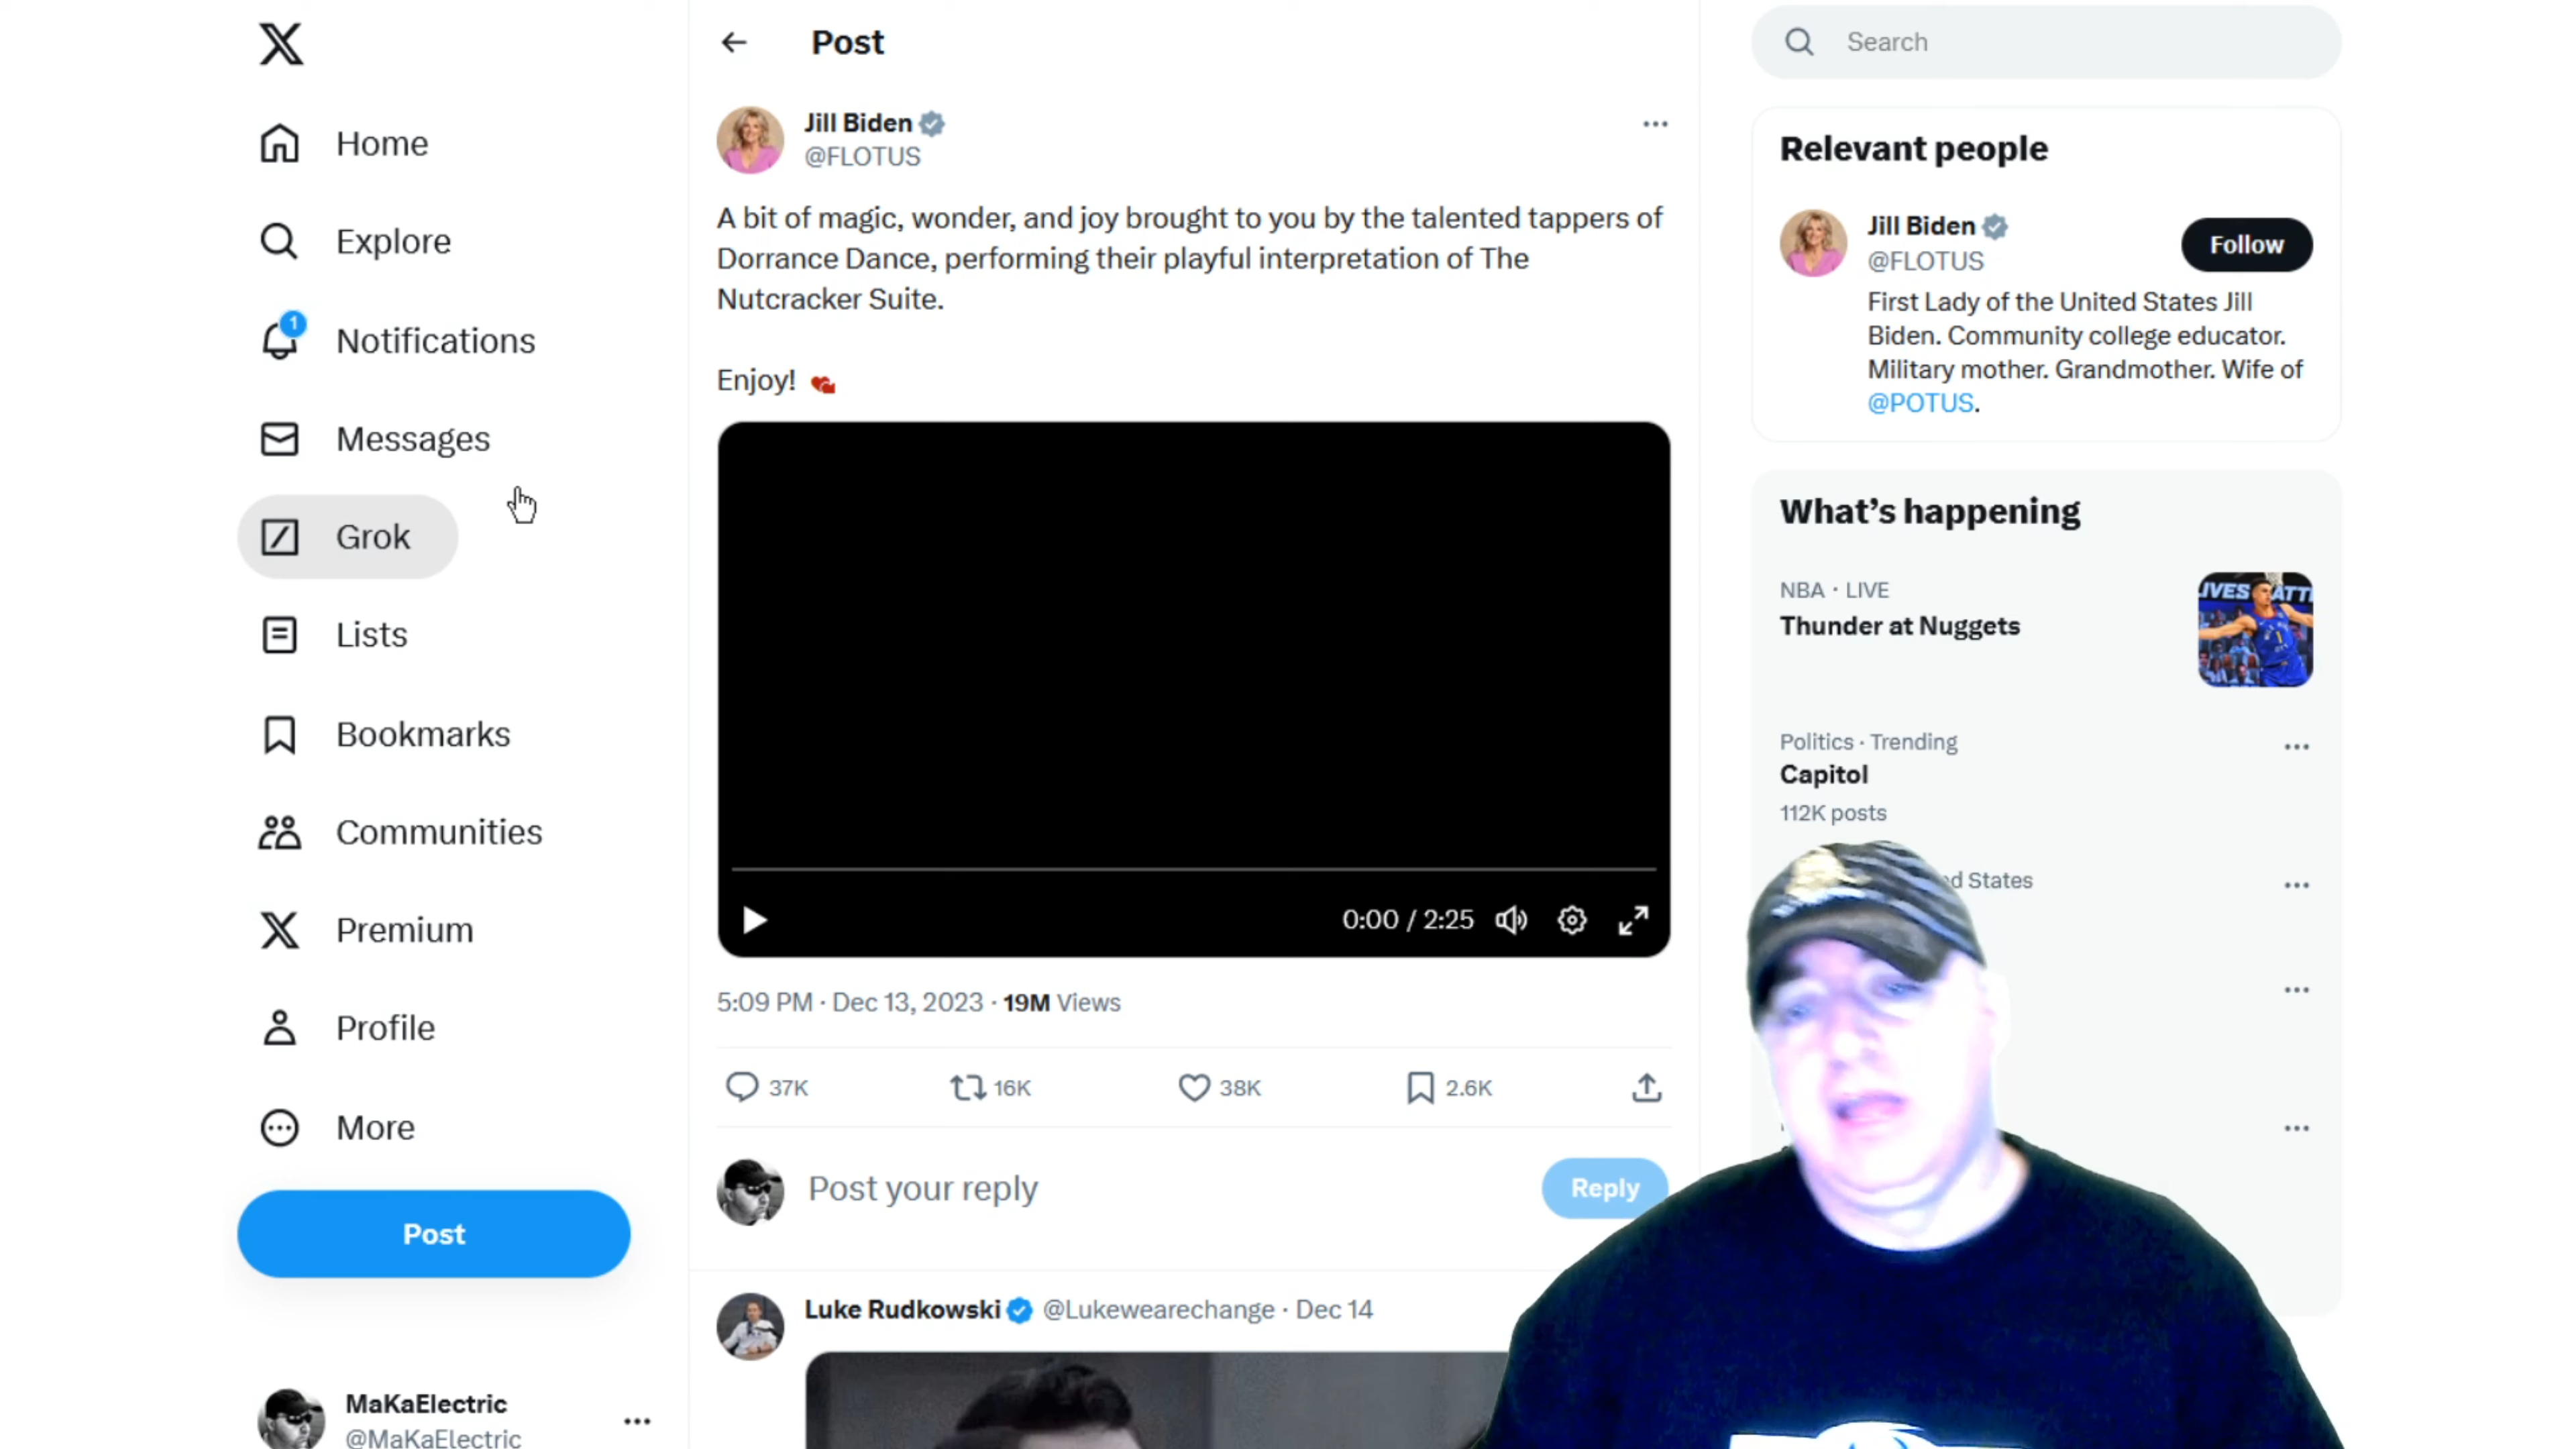 Home
Explore
1
Notifications
Messages
Grok
Lists
Bookmarks
Communities
Premium
Profile
More
Post
MaKaElectric
@MaKaElectric
Post
Jill Biden
@FLOTUS
A bit of magic, wonder, and joy brought to you by the talented tappers of
Dorrance Dance, performing their playful interpretation of The
Nutcracker Suite.
Enjoy!
0:00 / 2:25
5:09 PM · Dec 13, 2023 · 19M Views
37K 16K 38K 2.6K
Post your reply
Reply
Luke Rudkowski @Lukewearechange · Dec 14
Search
Relevant people
Jill Biden
@FLOTUS
Follow
First Lady of the United States Jill
Biden. Community college educator.
Military mother. Grandmother. Wife of
@POTUS.
What's happening
NBA · LIVE
Thunder at Nuggets
Politics · Trending
Capitol
112K posts
States